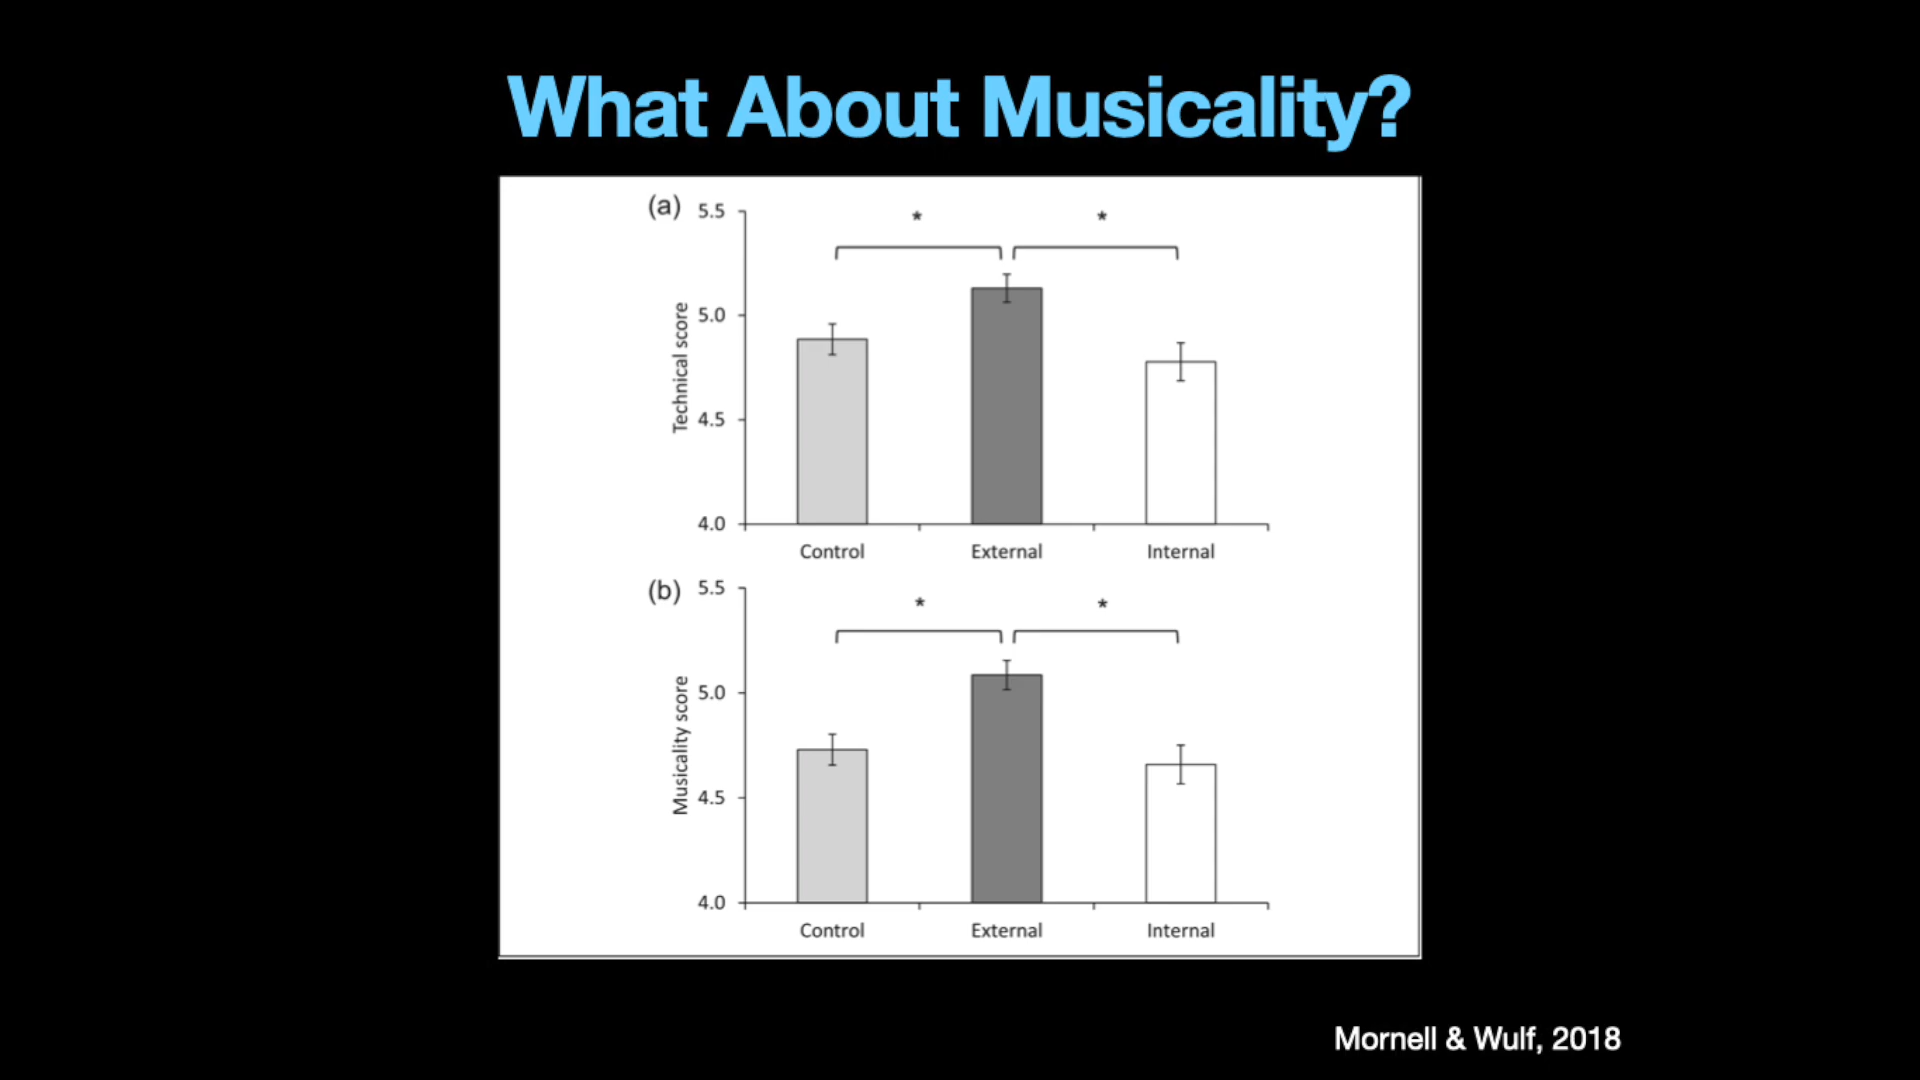 What About Musicality?
(a)
5.5
* *
5.0
Technical score
4.5
4.0
Control External Internal
(b)
5.5
* *
5.0
Musicality score
4.5
4.0
Control External Internal
Mornell & Wulf, 2018